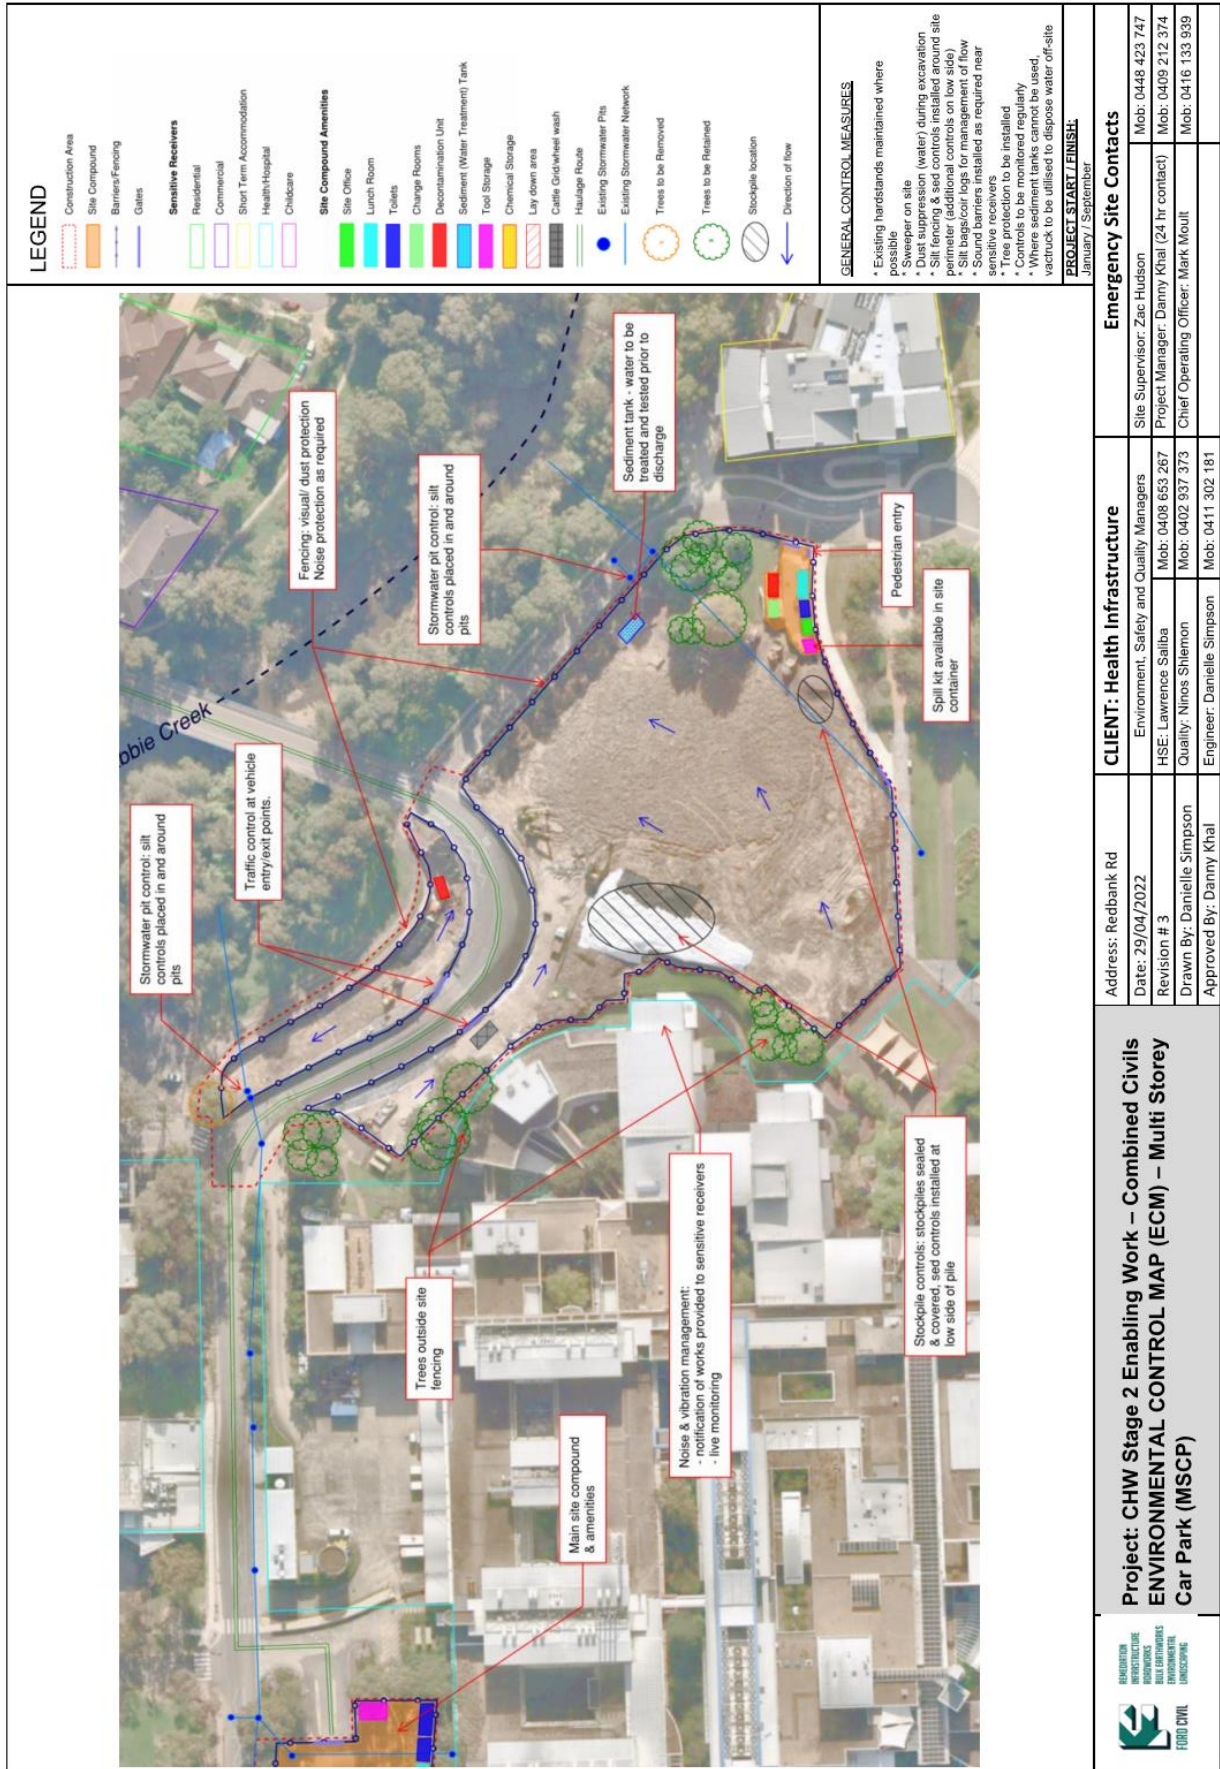 LEGEND
Construction Area
Site Compound
Barriers/Fencing
Gates
Sensitive Receivers
Residential
Commercial
Short Term Accommodation
Health/Hospital
Childcare
Site Compound Amenities
Site Office
Lunch Room
Toilets
Change Rooms
Decontamination Unit
Sediment (Water Treatment) Tank
Tool Storage
Chemical Storage
Lay down area
Cattle Grid/wheel wash
Haulage Route
Existing Stormwater Pits
Existing Stormwater Network
Trees to be Removed
Trees to be Retained
Stockpile location
Direction of flow
GENERAL CONTROL MEASURES
* Existing hardstands maintained where
possible
* Sweeper on site
* Dust suppression (water) during excavation
* Silt fencing & sed controls installed around site
perimeter (additional controls on low side)
* Silt bags/coir logs for management of flow
* Sound barriers installed as required near
sensitive receivers
* Tree protection to be installed
* Controls to be monitored regularly
* Where sediment tanks cannot be used,
vactruck to be utilised to dispose water off-site
PROJECT START / FINISH:
January / September
obbie Creek
Stormwater pit control: silt
controls placed in and around
pits
Traffic control at vehicle
entry/exit points.
Fencing: visual/ dust protection
Noise protection as required
Stormwater pit control: silt
controls placed in and around
pits
Sediment tank - water to be
treated and tested prior to
discharge
Pedestrian entry
Spill kit available in site
container
Trees outside site
fencing
Main site compound
& amenities
Noise & vibration management:
- notification of works provided to sensitive receivers
- live monitoring
Stockpile controls: stockpiles sealed
& covered, sed controls installed at
low side of pile
FORD CIVIL
REMEDIATION
INFRASTRUCTURE
ROADWORKS
BULK EARTHWORKS
ENVIRONMENTAL
LANDSCAPING
Project: CHW Stage 2 Enabling Work – Combined Civils
ENVIRONMENTAL CONTROL MAP (ECM) – Multi Storey
Car Park (MSCP)
Address: Redbank Rd
Date: 29/04/2022
Revision # 3
Drawn By: Danielle Simpson
Approved By: Danny Khal
CLIENT: Health Infrastructure
Environment, Safety and Quality Managers
HSE: Lawrence Saliba Mob: 0408 653 267
Quality: Ninos Shlemon Mob: 0402 937 373
Engineer: Danielle Simpson Mob: 0411 302 181
Emergency Site Contacts
Site Supervisor: Zac Hudson Mob: 0448 423 747
Project Manager: Danny Khal (24 hr contact) Mob: 0409 212 374
Chief Operating Officer: Mark Moult Mob: 0416 133 939